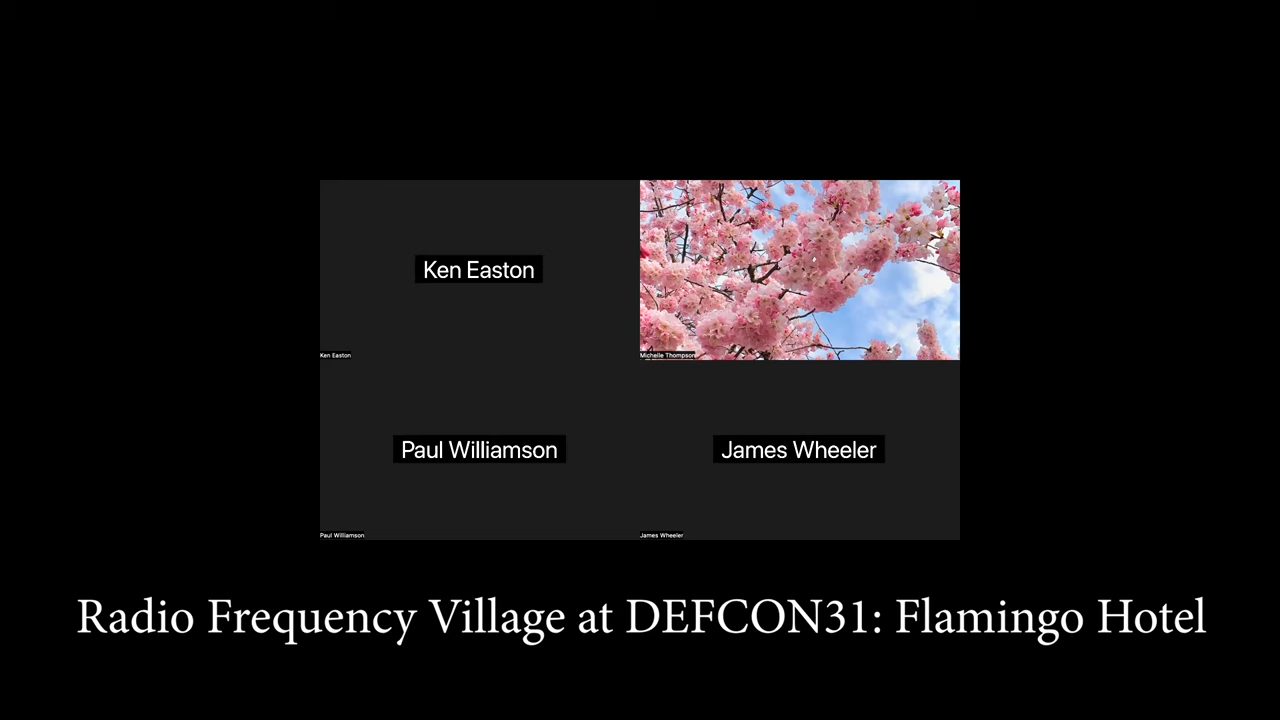 Ken Easton
Ken Easton
Michelle Thompson
Paul Williamson
James Wheeler
Paul Williamson
James Wheeler
Radio Frequency Village at DEFCON31: Flamingo Hotel